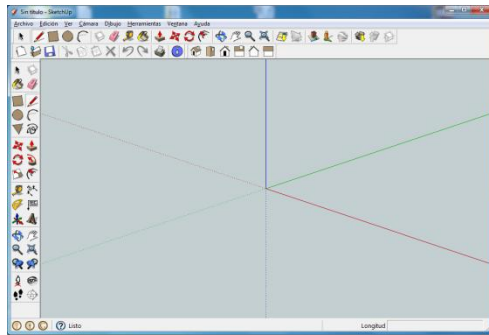 Sin título - SketchUp
Archivo Edición Ver Cámara Dibujo Herramientas Ventana Ayuda
Listo Longitud